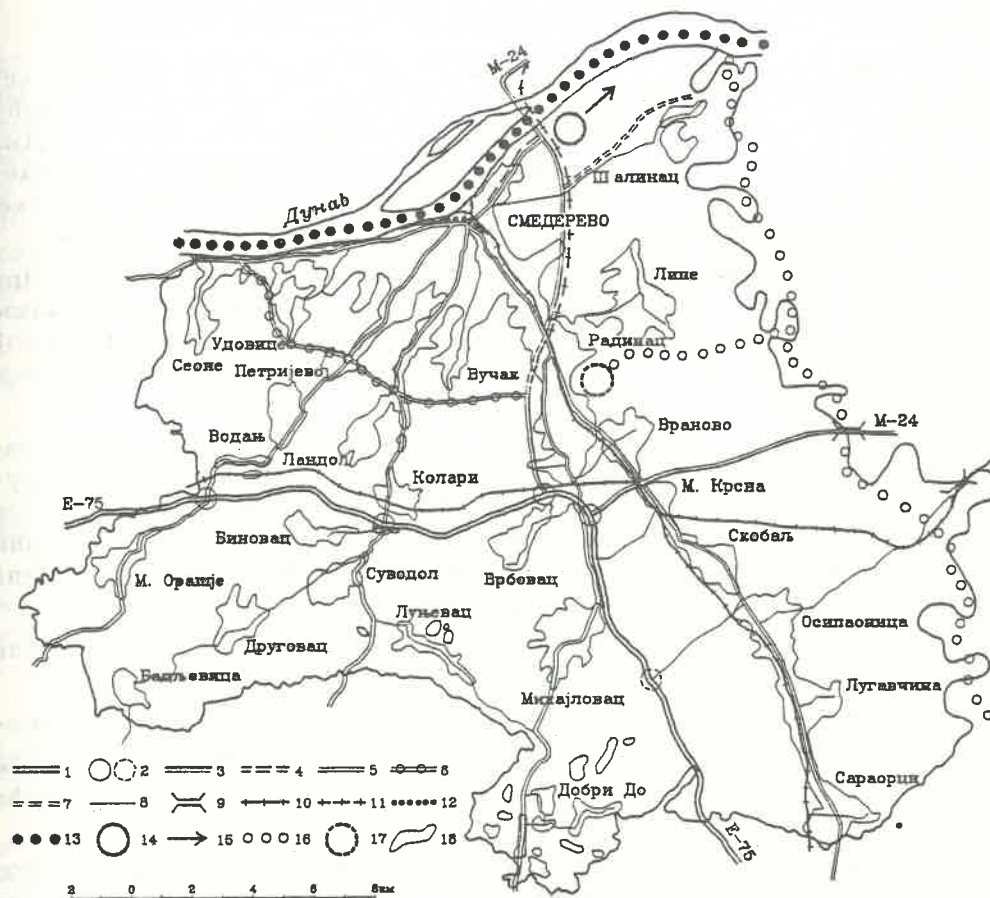 М-24
Дунав
Шалинац
СМЕДЕРЕВО
Липе
Удовице
Радинац
Сеоне
Петријево
Вучак
Водањ
Враново
М-24
Ландол
Колари
М. Крсна
Е-75
Биновац
Скобаљ
М. Орашје
Суводол
Врбовац
Луњевац
Осипаоница
Друговац
Бадљевица
Лугавчина
Михајловац
Сараорци
Добри До
Е-75
1 2 3 4 5 6
7 8 9 10 11 12
13 14 15 16 17 18
2 0 2 4 6 8км